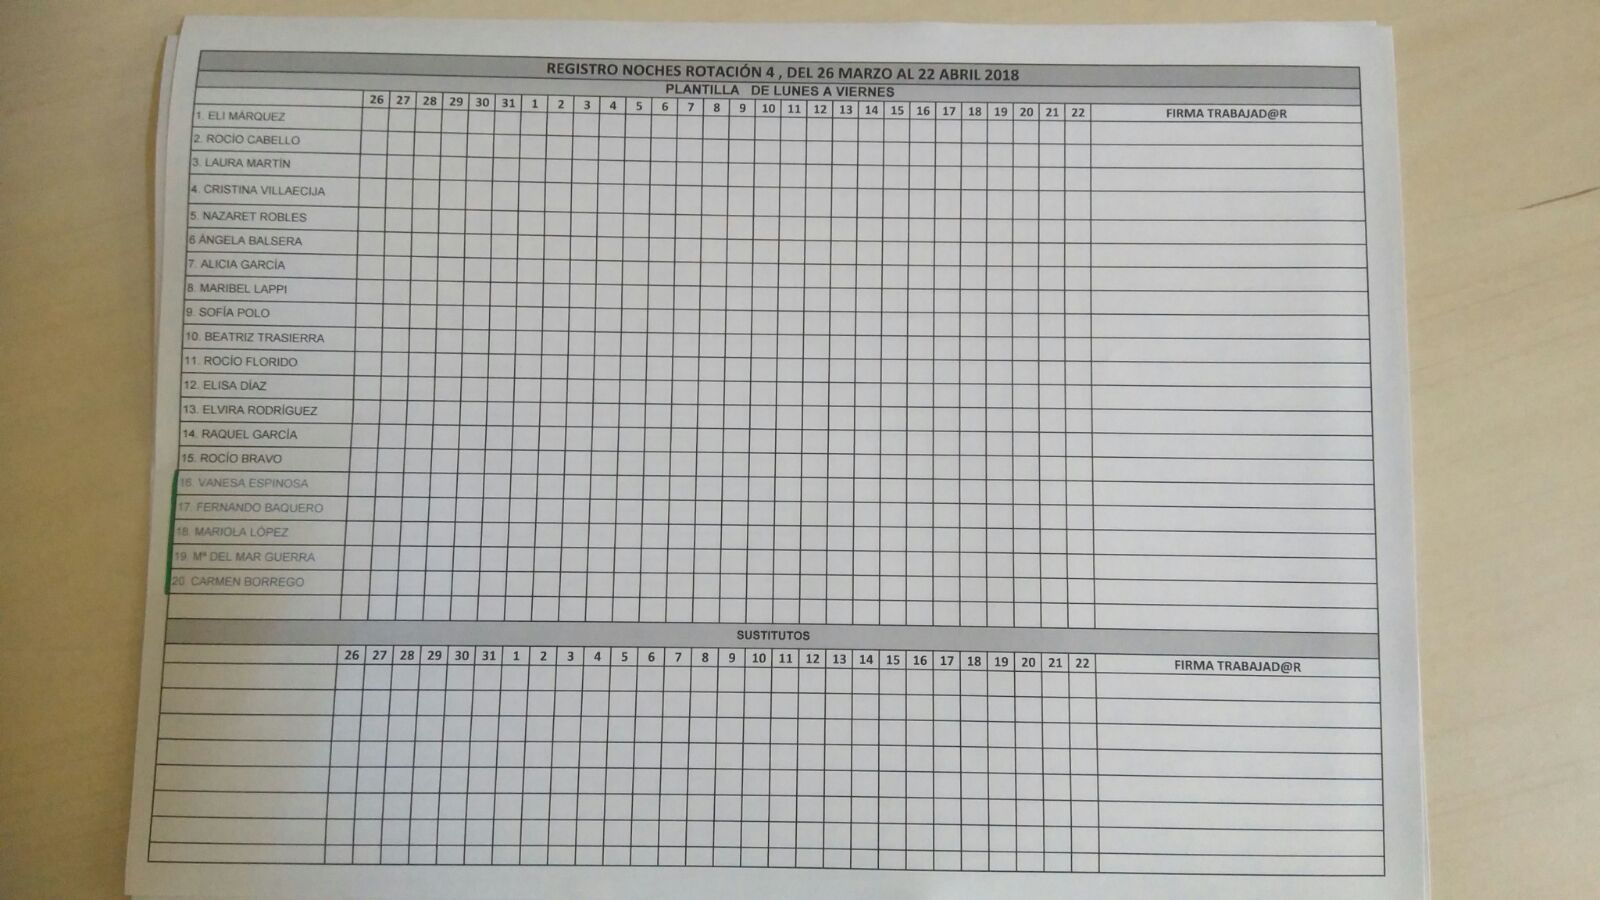 REGISTRO NOCHES ROTACIÓN 4 , DEL 26 MARZO AL 22 ABRIL 2018
PLANTILLA DE LUNES A VIERNES
26 27 28 29 30 31 1 2 3 4 5 6 7 8 9 10 11 12 13 14 15 16 17 18 19 20 21 22 FIRMA TRABAJAD@R
1. ELI MÁRQUEZ
2. ROCÍO CABELLO
3. LAURA MARTÍN
4. CRISTINA VILLAECIJA
5. NAZARET ROBLES
6 ÁNGELA BALSERA
7. ALICIA GARCÍA
8. MARIBEL LAPPI
9. SOFÍA POLO
10. BEATRIZ TRASIERRA
11. ROCÍO FLORIDO
12. ELISA DÍAZ
13. ELVIRA RODRÍGUEZ
14. RAQUEL GARCÍA
15. ROCÍO BRAVO
16. VANESA ESPINOSA
17. FERNANDO BAQUERO
18. MARIOLA LÓPEZ
19. Mª DEL MAR GUERRA
20. CARMEN BORREGO
SUSTITUTOS
26 27 28 29 30 31 1 2 3 4 5 6 7 8 9 10 11 12 13 14 15 16 17 18 19 20 21 22 FIRMA TRABAJAD@R